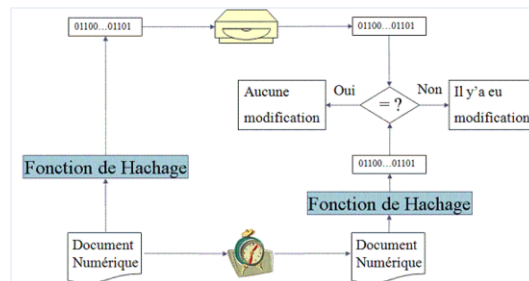 01100...01101
01100...01101
Aucune
modification
Oui
= ?
Non
Il y'a eu
modification
01100...01101
Fonction de Hachage
Fonction de Hachage
Document
Numérique
Document
Numérique